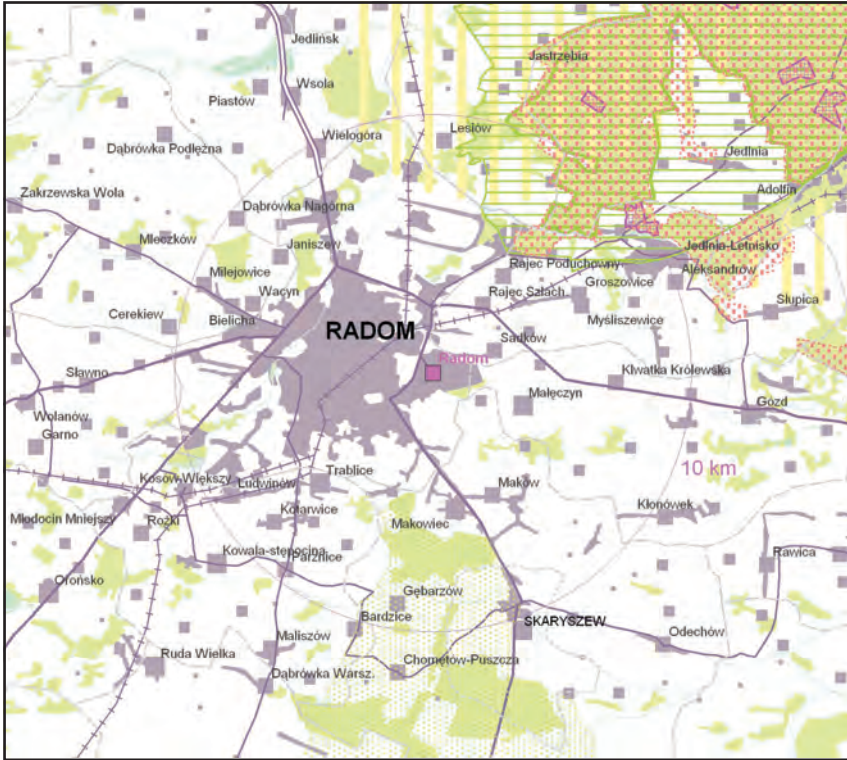 Jedlińsk
Jastrzębia
Wsola
Piastów
Lesiów
Wielogóra
Dąbrówka Podłężna
Jedlnia
Zakrzewska Wola
Adolfin
Dąbrówka Nagórna
Mleczków
Janiszew
Jedlnia-Letnisko
Rajec Poduchowny
Aleksandrów
Milejowice
Groszowice
Wacyn
Rajec Szlach.
Cerekiew
Bielicha
Myśliszewice
Słupica
RADOM
Sadków
Radom
Sławno
Klwatka Królewska
Małęczyn
Gózd
Wolanów
Garno
10 km
Kosów-Większy
Ludwinów
Trablice
Maków
Młodocin Mniejszy
Rożki
Kotarwice
Makowiec
Kłonówek
Kowala-stępocina
Parznice
Rawica
Orońsko
Gębarzów
Bardzice
SKARYSZEW
Odechów
Maliszów
Ruda Wielka
Dąbrówka Warsz.
Chomętów-Puszcza